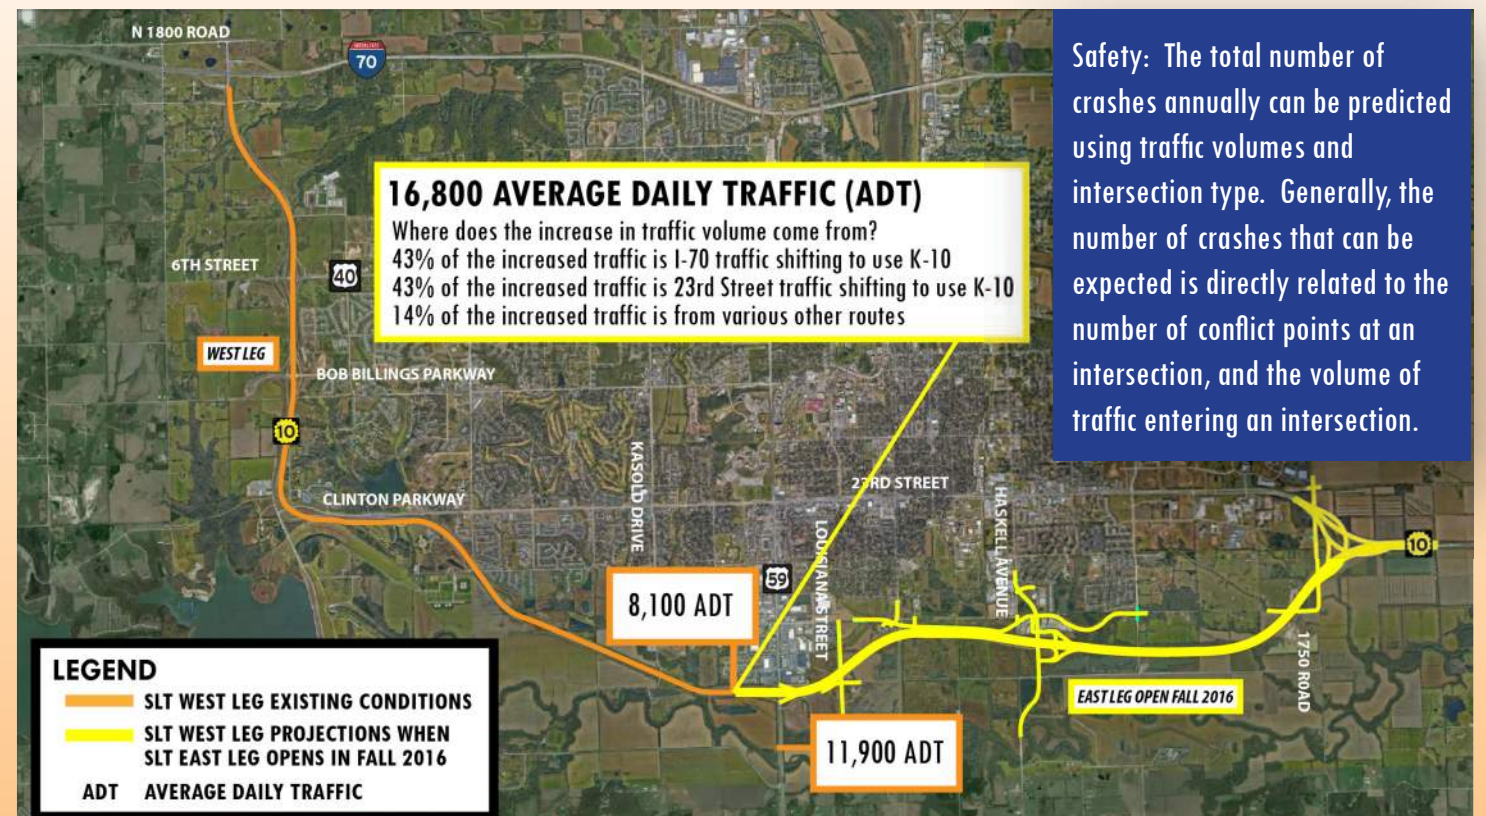 N 1800 ROAD
INTERSTATE
70
Safety:  The total number of
crashes annually can be predicted
using traffic volumes and
intersection type.  Generally, the
number of crashes that can be
expected is directly related to the
number of conflict points at an
intersection, and the volume of
traffic entering an intersection.
16,800 AVERAGE DAILY TRAFFIC (ADT)
Where does the increase in traffic volume come from?
43% of the increased traffic is I-70 traffic shifting to use K-10
43% of the increased traffic is 23rd Street traffic shifting to use K-10
14% of the increased traffic is from various other routes
6TH STREET
40
WEST LEG
BOB BILLINGS PARKWAY
10
CLINTON PARKWAY
KASOLD DRIVE
23RD STREET
HASKELL AVENUE
LOUISIANA STREET
10
59
8,100 ADT
1750 ROAD
EAST LEG OPEN FALL 2016
11,900 ADT
LEGEND
SLT WEST LEG EXISTING CONDITIONS
SLT WEST LEG PROJECTIONS WHEN
SLT EAST LEG OPENS IN FALL 2016
ADT AVERAGE DAILY TRAFFIC